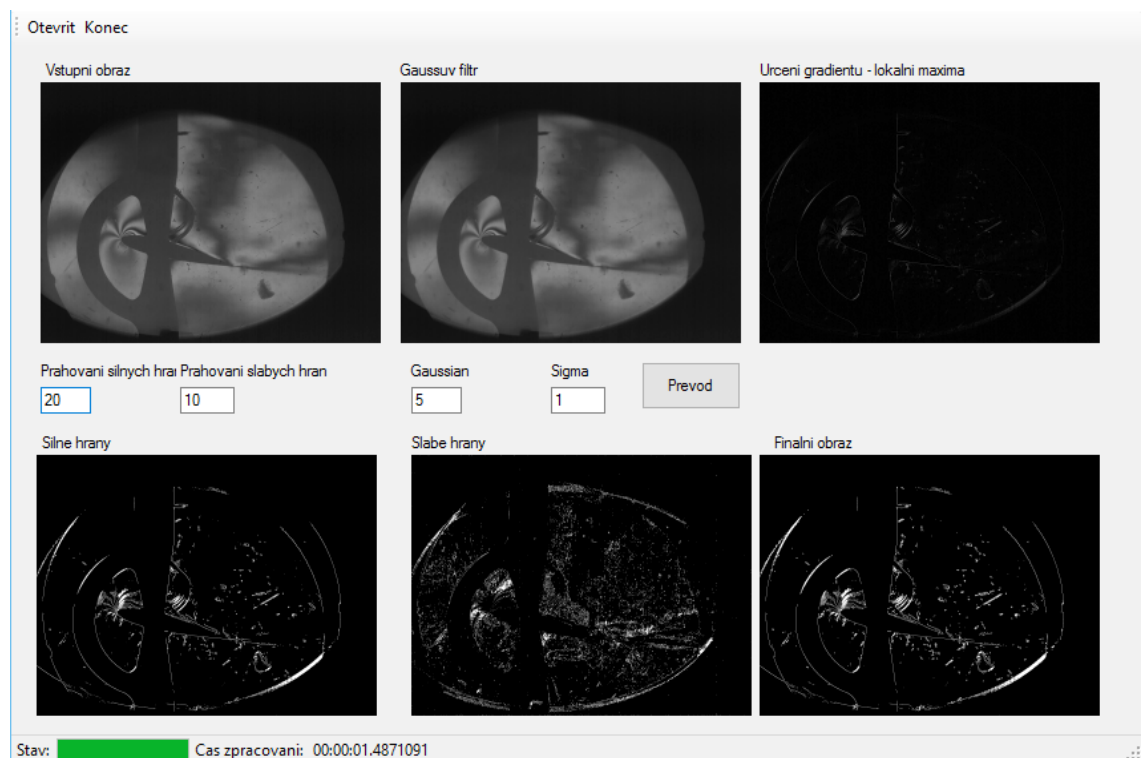 Otevrit Konec
Vstupni obraz Gaussuv filtr Urceni gradientu - lokalni maxima
Prahovani silnych hrai Prahovani slabych hran Gaussian Sigma
20 10 5 1 Prevod
Silne hrany Slabe hrany Finalni obraz
Stav: Cas zpracovani: 00:00:01.4871091